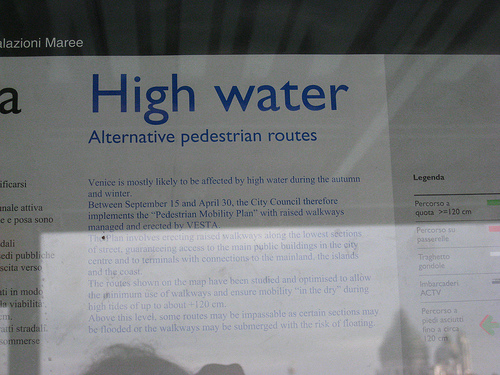 alazioni Maree
a
High water
Alternative pedestrian routes
ificarsi
nale attiva
e e posa sono
dali
edi pubbliche
scita verso
ati in modo
la viabilità
cm.
atti stradali
sommerse
Venice is mostly likely to be affected by high water during the autumn
and winter.
Between September 15 and April 30, the City Council therefore
implements the "Pedestrian Mobility Plan" with raised walkways
managed and erected by VESTA.
The Plan involves erecting raised walkways along the lowest sections
of street, guaranteeing access to the main public buildings in the city
centre and to terminals with connections to the mainland, the islands
and the coast.
The routes shown on the map have been studied and optimised to allow
the minimum use of walkways and ensure mobility "in the dry" during
high tides of up to about +120 cm.
Above this level, some routes may be impassable as certain sections may
be flooded or the walkways may be submerged with the risk of floating.
Legenda
Percorso a
quota >=120 cm
Percorso su
passerelle
Traghetto
gondole
Imbarcaderi
ACTV
Percorso a
piedi asciutti
fino a circa
120 cm